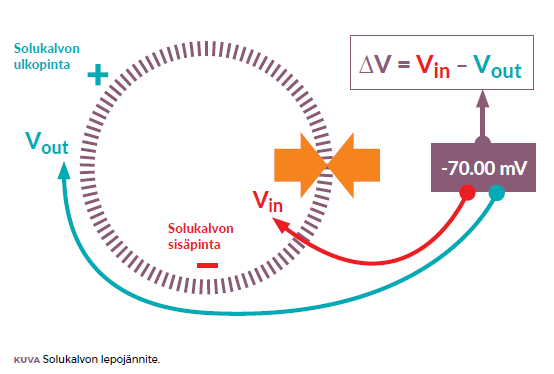 Solukalvon
ulkopinta
+
ΔV = Vin – Vout
Vout
-70.00 mV
Vin
Solukalvon
sisäpinta
–
KUVA Solukalvon lepojännite.